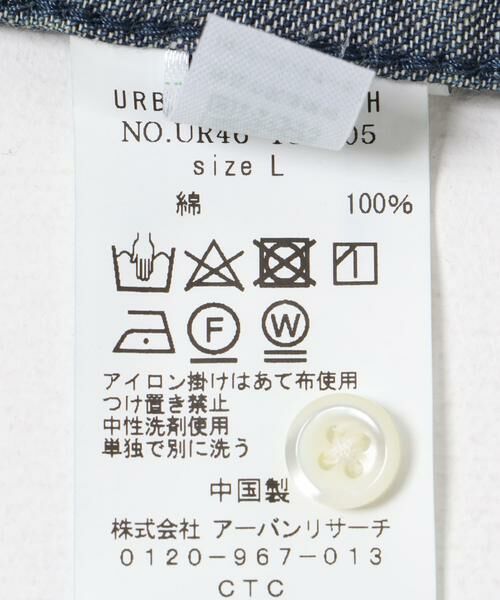 URB H
NO.UR46 05
size L
綿 100%
F W
アイロン掛けはあて布使用
つけ置き禁止
中性洗剤使用
単独で別に洗う
中国製
株式会社 アーバンリサーチ
0120-967-013
CTC